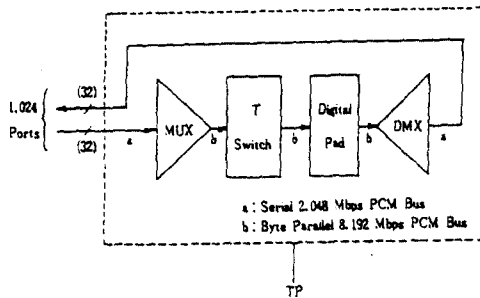 (32)
1,024
Ports
(32)
a
MUX
b
T
Switch
b
Digital
Pad
b
DMX
a
a : Serial 2.048 Mbps PCM Bus
b : Byte Parallel 8.192 Mbps PCM Bus
TP